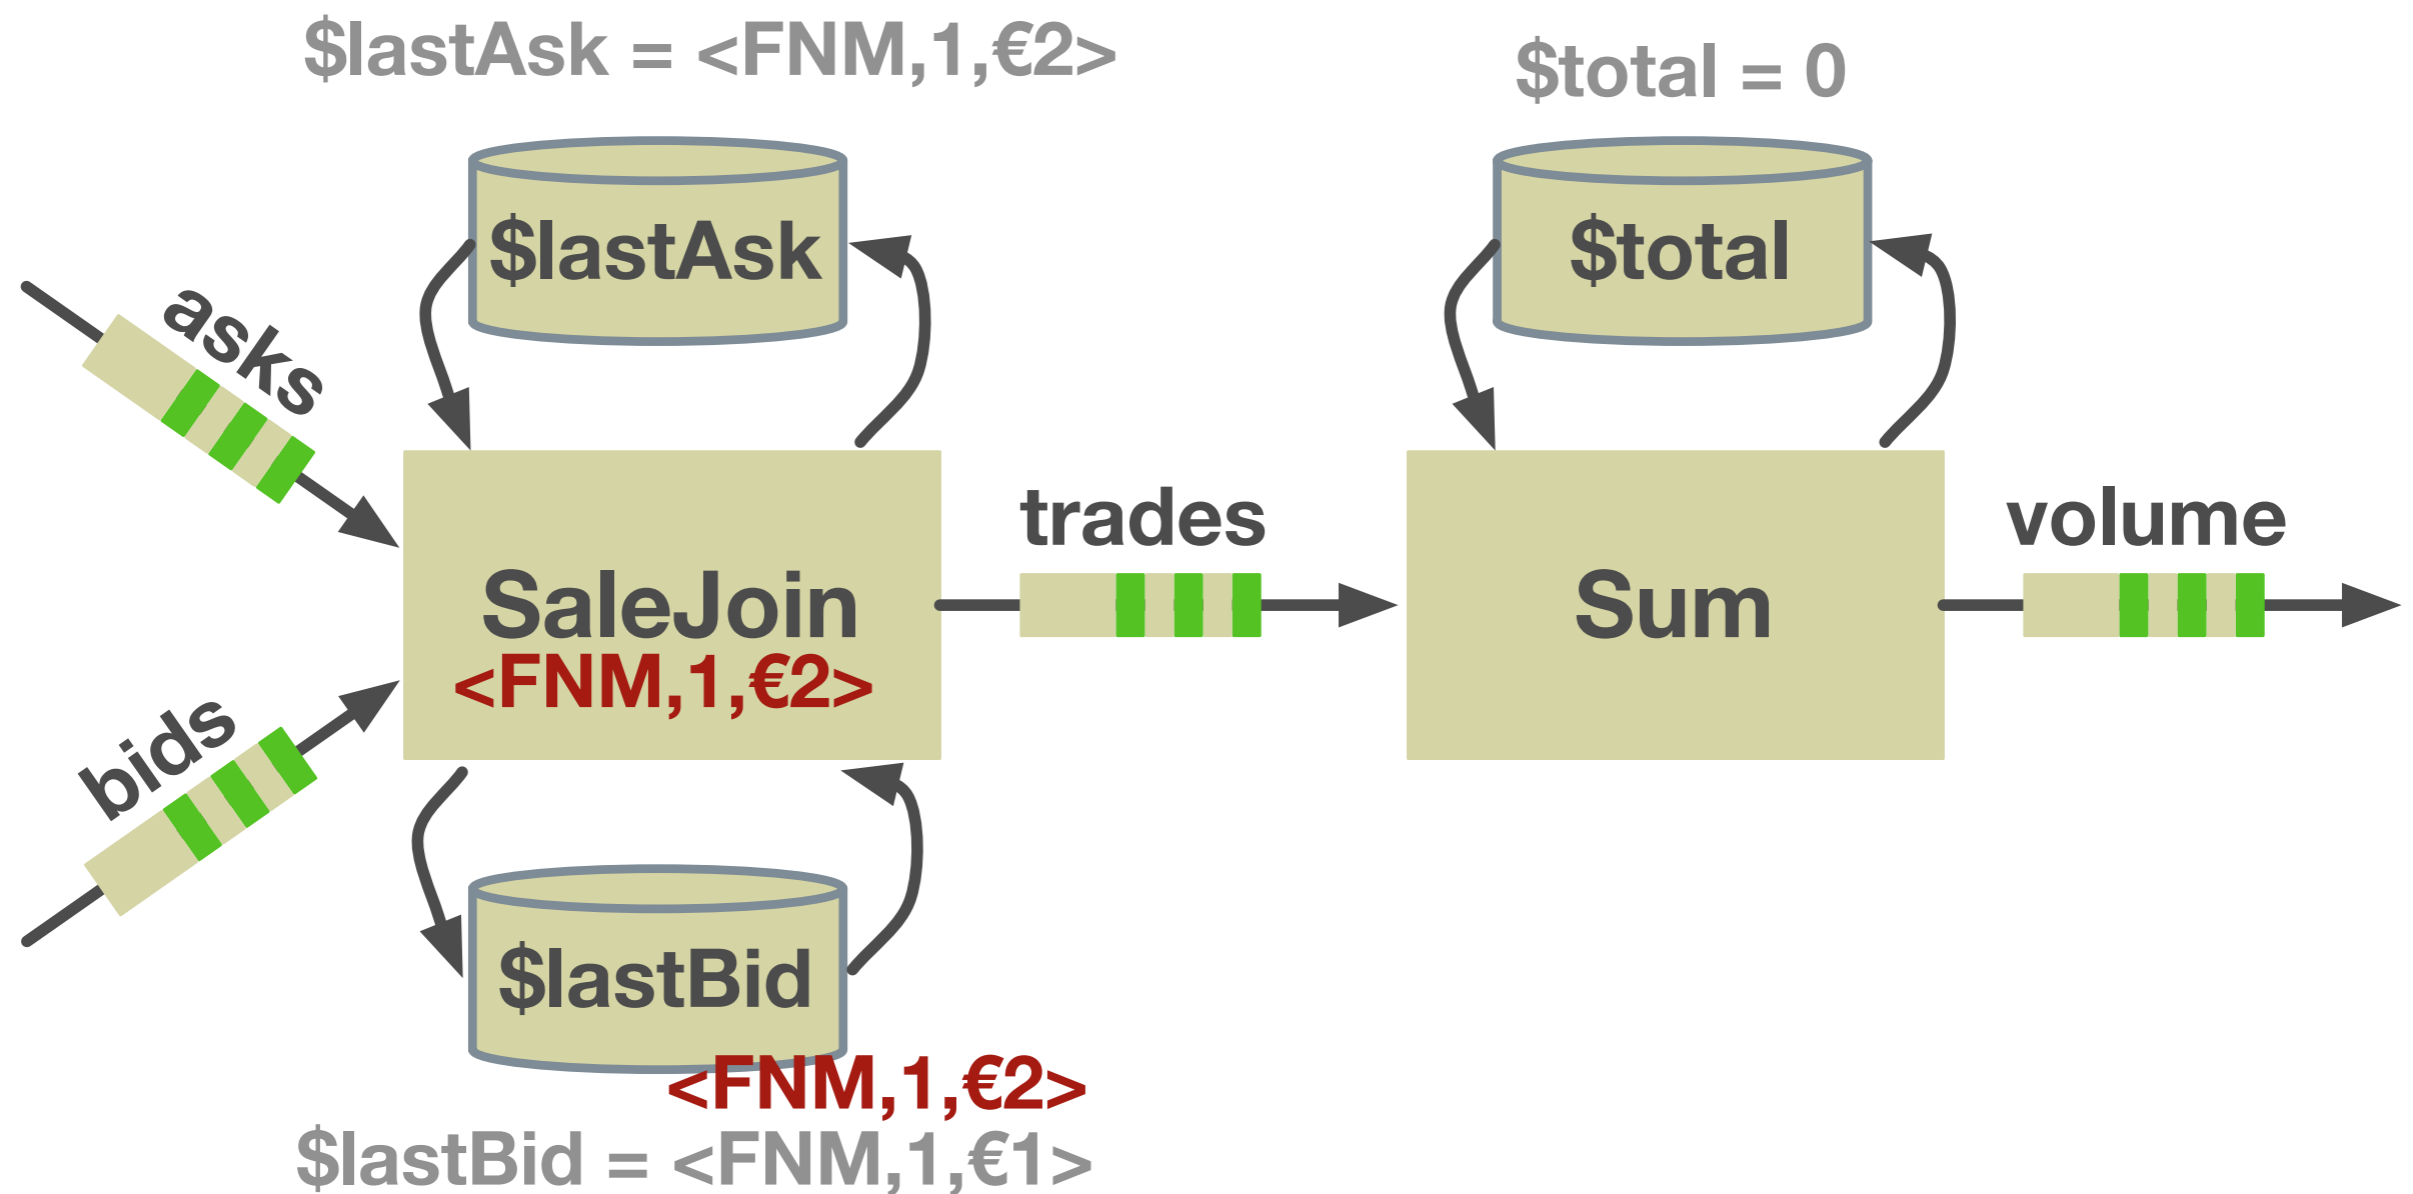 $lastAsk = <FNM,1,€2>
$total = 0
$lastAsk
$total
asks
trades
volume
SaleJoin
<FNM,1,€2>
Sum
bids
$lastBid
<FNM,1,€2>
$lastBid = <FNM,1,€1>